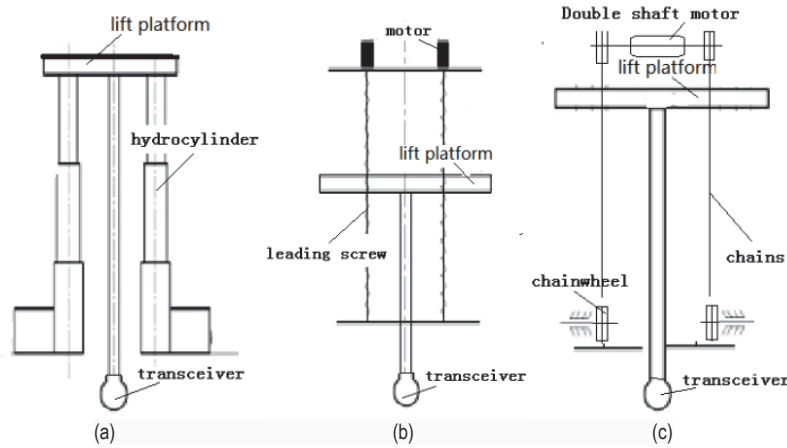 lift platform
hydrocylinder
transceiver
(a)
motor
lift platform
leading screw
transceiver
(b)
Double shaft motor
lift platform
chains
chainwheel
transceiver
(c)